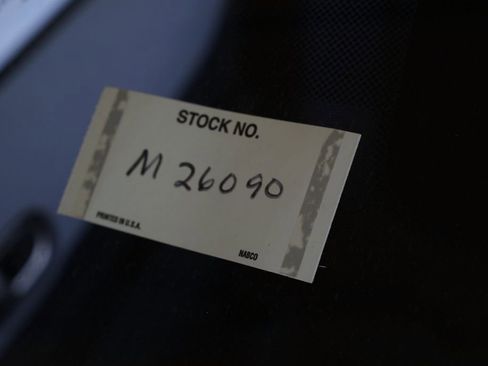 STOCK NO.
M 26090
PRINTED IN U.S.A.
NABCO